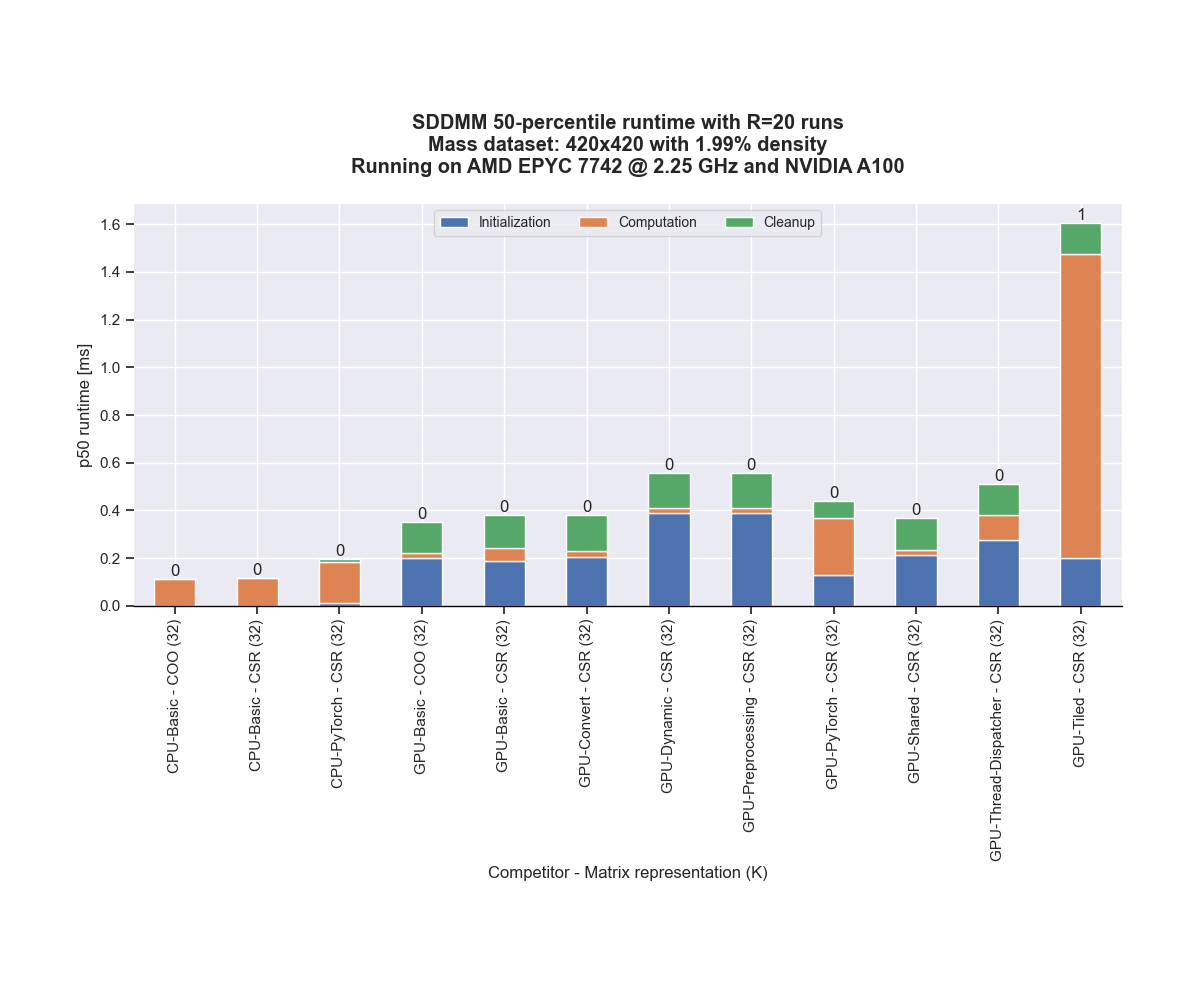 SDDMM 50-percentile runtime with R=20 runs
Mass dataset: 420x420 with 1.99% density
Running on AMD EPYC 7742 @ 2.25 GHz and NVIDIA A100
Initialization
Computation
Cleanup
p50 runtime [ms]
1.6
1.4
1.2
1.0
0.8
0.6
0.4
0.2
0.0
0
0
0
0
0
0
0
0
0
0
0
1
CPU-Basic - COO (32)
CPU-Basic - CSR (32)
CPU-PyTorch - CSR (32)
GPU-Basic - COO (32)
GPU-Basic - CSR (32)
GPU-Convert - CSR (32)
GPU-Dynamic - CSR (32)
GPU-Preprocessing - CSR (32)
GPU-PyTorch - CSR (32)
GPU-Shared - CSR (32)
GPU-Thread-Dispatcher - CSR (32)
GPU-Tiled - CSR (32)
Competitor - Matrix representation (K)